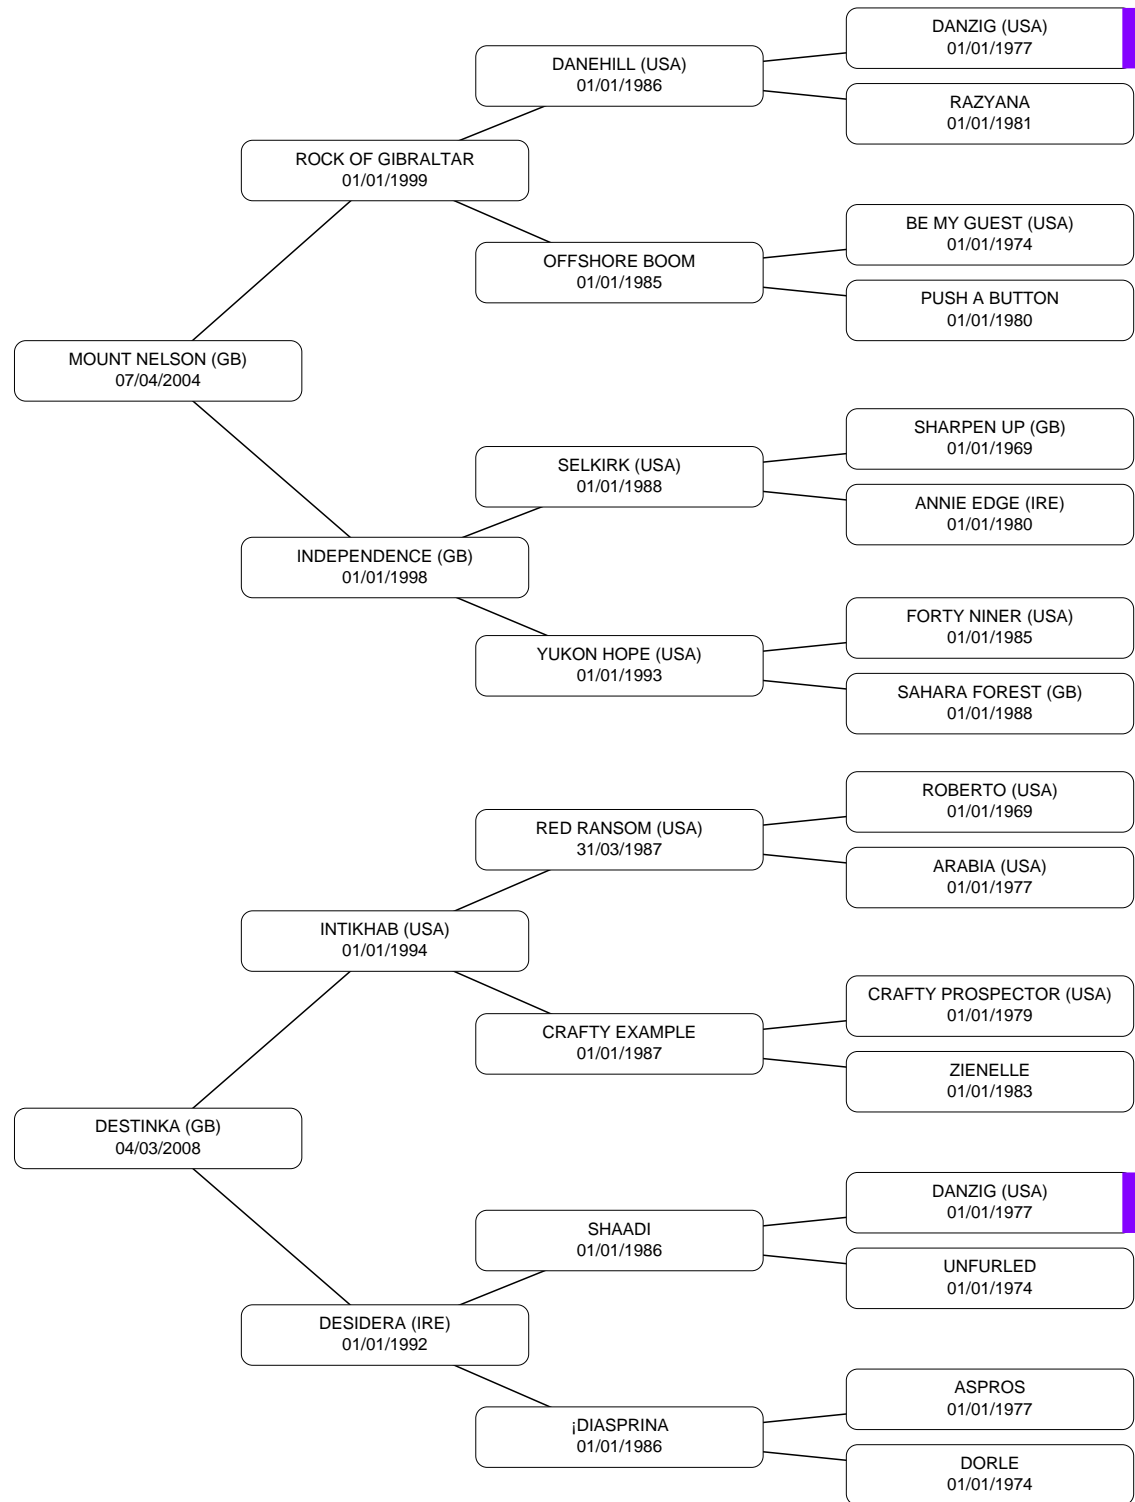 DANZIG (USA)
01/01/1977
DANEHILL (USA)
01/01/1986
RAZYANA
01/01/1981
ROCK OF GIBRALTAR
01/01/1999
BE MY GUEST (USA)
01/01/1974
OFFSHORE BOOM
01/01/1985
PUSH A BUTTON
01/01/1980
MOUNT NELSON (GB)
07/04/2004
SHARPEN UP (GB)
01/01/1969
SELKIRK (USA)
01/01/1988
ANNIE EDGE (IRE)
01/01/1980
INDEPENDENCE (GB)
01/01/1998
FORTY NINER (USA)
01/01/1985
YUKON HOPE (USA)
01/01/1993
SAHARA FOREST (GB)
01/01/1988
ROBERTO (USA)
01/01/1969
RED RANSOM (USA)
31/03/1987
ARABIA (USA)
01/01/1977
INTIKHAB (USA)
01/01/1994
CRAFTY PROSPECTOR (USA)
01/01/1979
CRAFTY EXAMPLE
01/01/1987
ZIENELLE
01/01/1983
DESTINKA (GB)
04/03/2008
DANZIG (USA)
01/01/1977
SHAADI
01/01/1986
UNFURLED
01/01/1974
DESIDERA (IRE)
01/01/1992
ASPROS
01/01/1977
¡DIASPRINA
01/01/1986
DORLE
01/01/1974